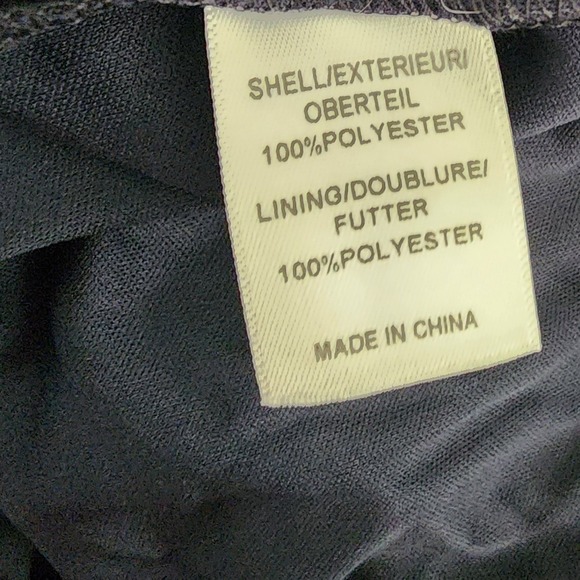 SHELL/EXTERIEUR/
OBERTEIL
100%POLYESTER
LINING/DOUBLURE/
FUTTER
100%POLYESTER
MADE IN CHINA